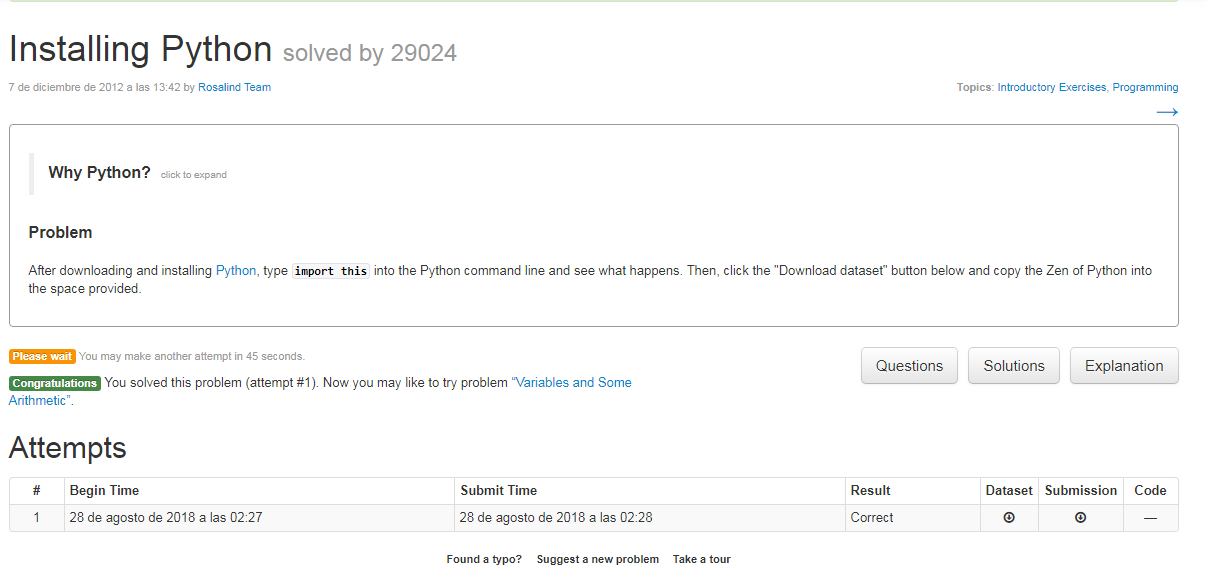 Installing Python solved by 29024
7 de diciembre de 2012 a las 13:42 by Rosalind Team
Topics: Introductory Exercises, Programming
→
Why Python? click to expand
Problem
After downloading and installing Python, type import this into the Python command line and see what happens. Then, click the "Download dataset" button below and copy the Zen of Python into
the space provided.
Please wait You may make another attempt in 45 seconds.
Congratulations You solved this problem (attempt #1). Now you may like to try problem “Variables and Some
Arithmetic”.
Questions Solutions Explanation
Attempts
# Begin Time Submit Time Result Dataset Submission Code
1 28 de agosto de 2018 a las 02:27 28 de agosto de 2018 a las 02:28 Correct —
Found a typo? Suggest a new problem Take a tour